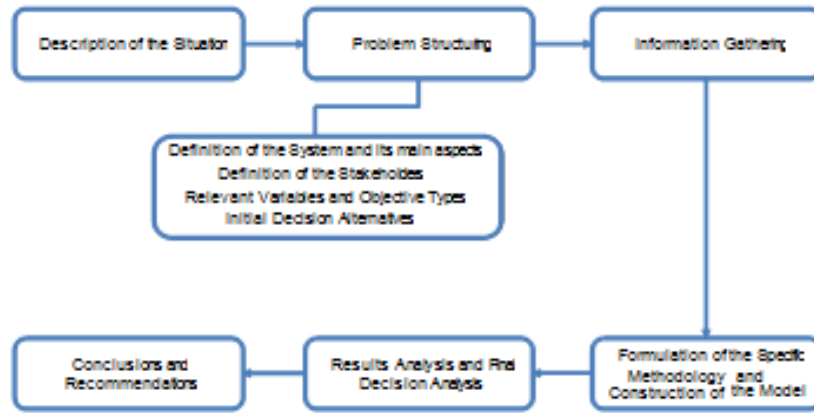 Description of the Situation
Problem Structuring
Information Gathering
Definition of the System and its main aspects
Definition of the Stakeholdes
Relevant Variables and Objective Types
Initial Decision Alternatives
Formulation of the Specific
Methodology and
Construction of the Model
Results Analysis and Final
Decision Analysis
Conclusions and
Recommendations